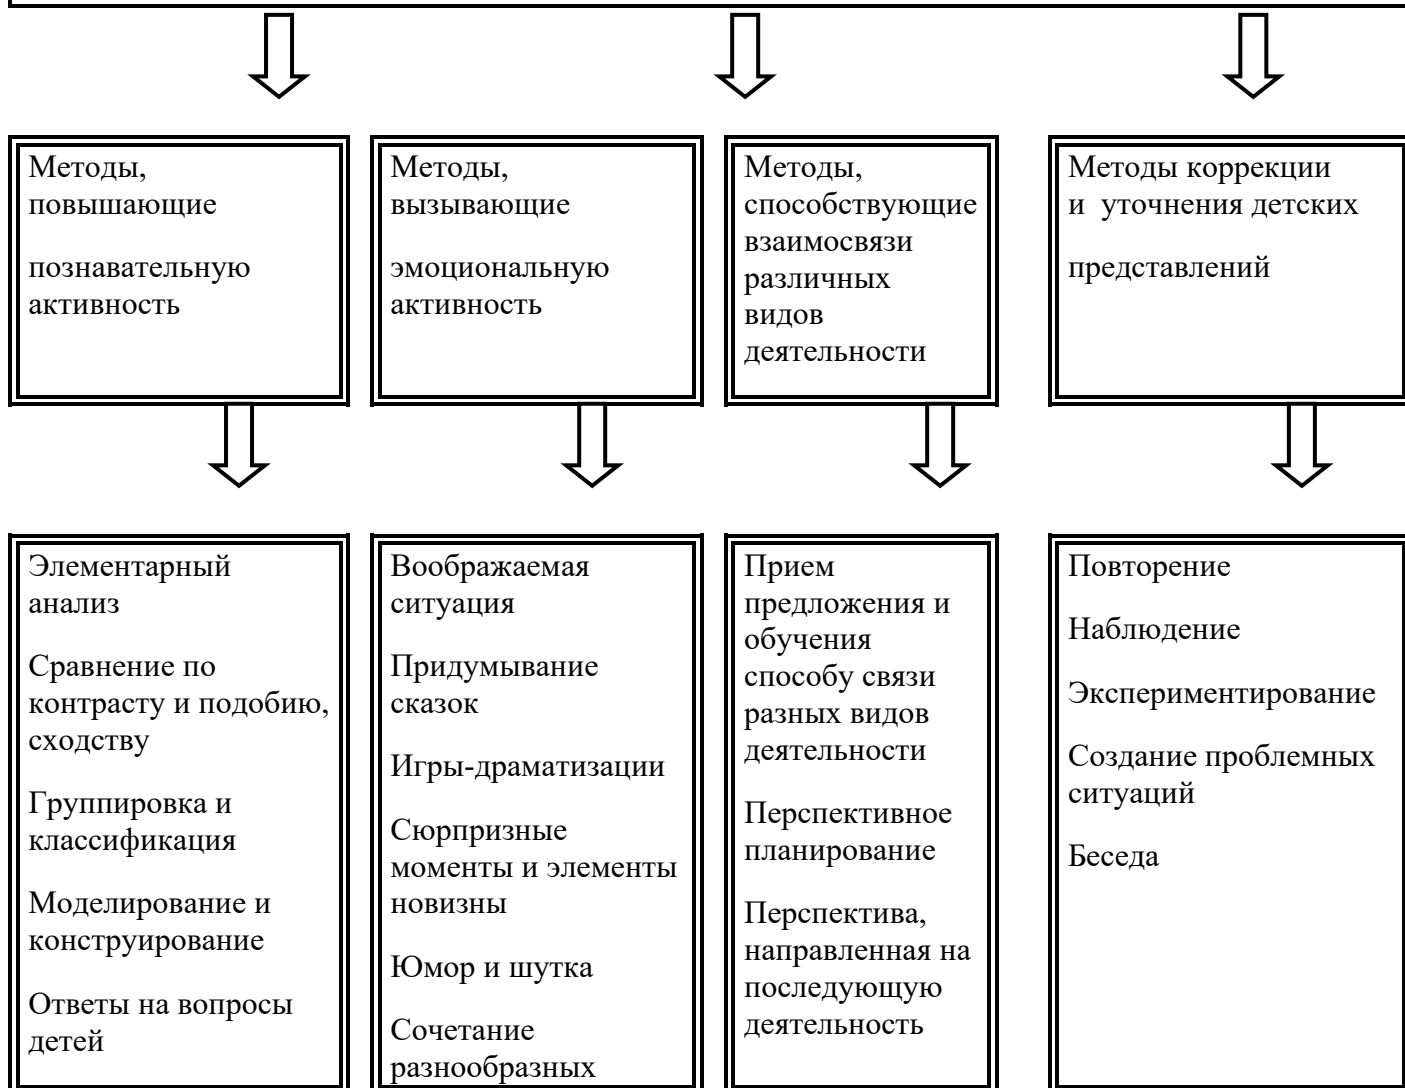 Методы,
повышающие
познавательную
активность
Методы,
вызывающие
эмоциональную
активность
Методы,
способствующие
взаимосвязи
различных
видов
деятельности
Методы коррекции
и уточнения детских
представлений
Элементарный
анализ
Сравнение по
контрасту и подобию,
сходству
Группировка и
классификация
Моделирование и
конструирование
Ответы на вопросы
детей
Воображаемая
ситуация
Придумывание
сказок
Игры-драматизации
Сюрпризные
моменты и элементы
новизны
Юмор и шутка
Сочетание
разнообразных
Прием
предложения и
обучения
способу связи
разных видов
деятельности
Перспективное
планирование
Перспектива,
направленная на
последующую
деятельность
Повторение
Наблюдение
Экспериментирование
Создание проблемных
ситуаций
Беседа